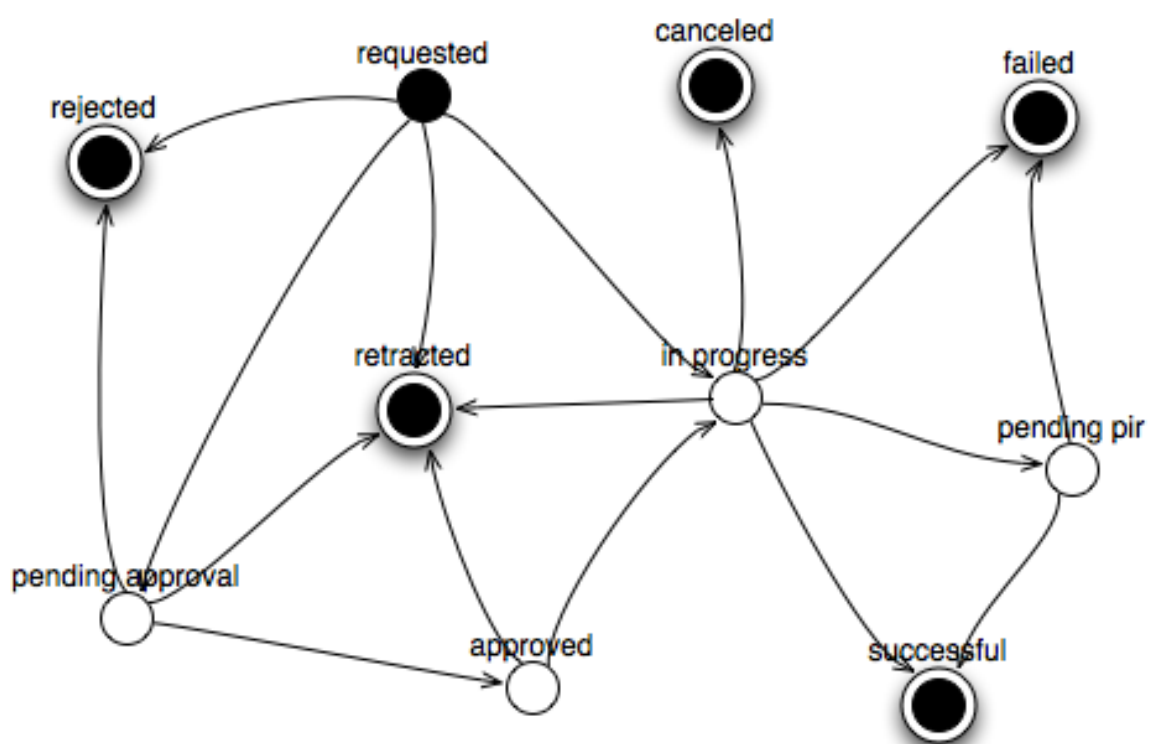 canceled
requested
failed
rejected
retracted
in progress
pending pir
pending approval
approved
successful